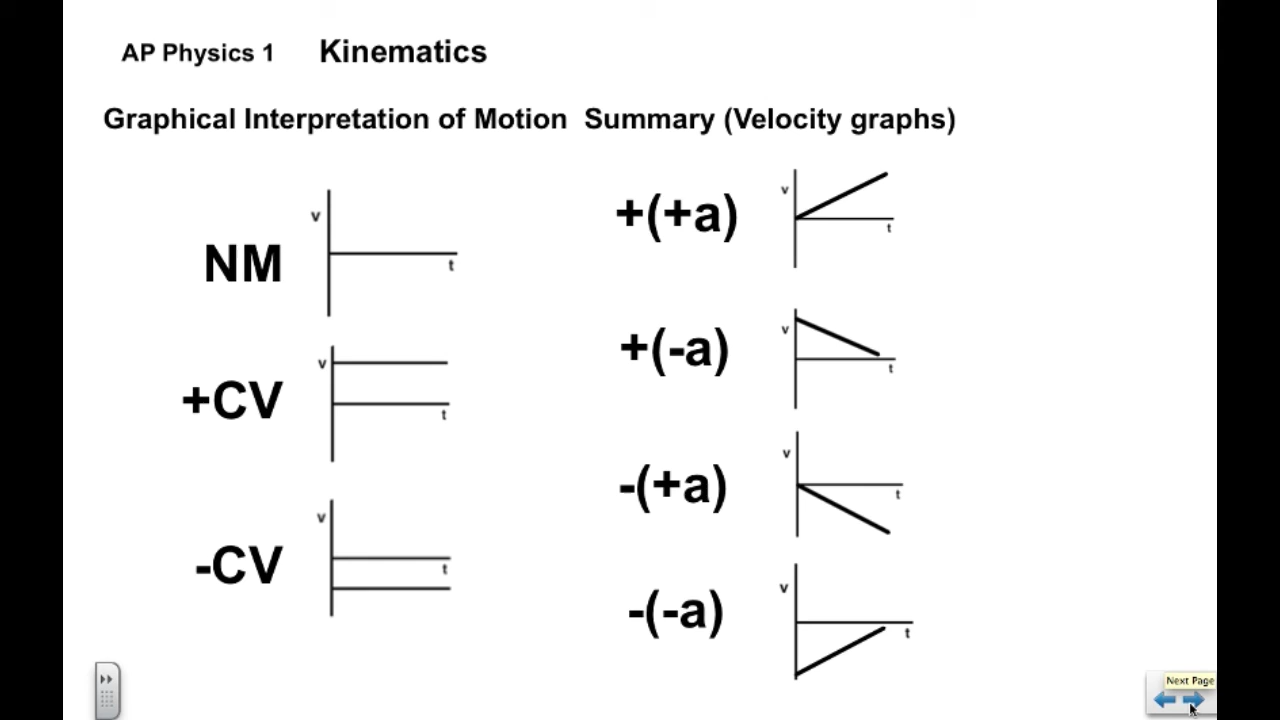 AP Physics 1 Kinematics
Graphical Interpretation of Motion Summary (Velocity graphs)
NM
v
t
+CV
v
t
-CV
v
t
+(+a)
v
t
+(-a)
v
t
-(+a)
v
t
-(-a)
v
t
Next Page